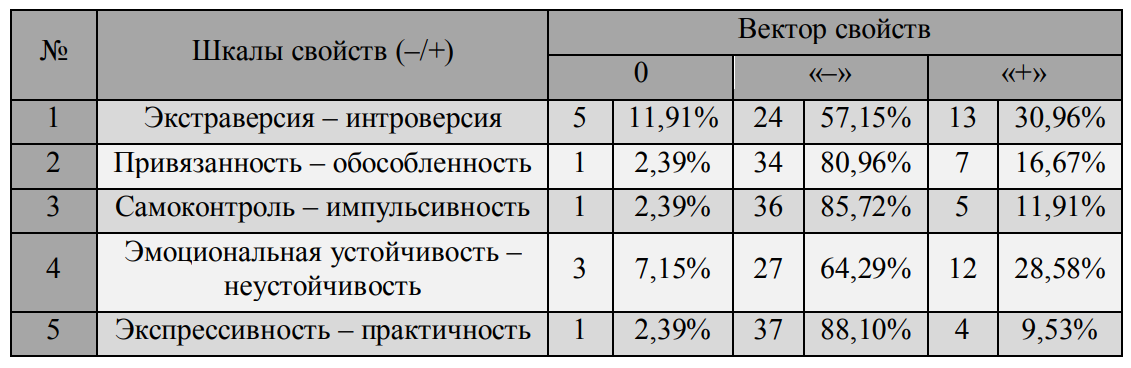 № Шкалы свойств (–/+) Вектор свойств
0 «–» «+»
1 Экстраверсия – интроверсия 5 11,91% 24 57,15% 13 30,96%
2 Привязанность – обособленность 1 2,39% 34 80,96% 7 16,67%
3 Самоконтроль – импульсивность 1 2,39% 36 85,72% 5 11,91%
4 Эмоциональная устойчивость –
неустойчивость 3 7,15% 27 64,29% 12 28,58%
5 Экспрессивность – практичность 1 2,39% 37 88,10% 4 9,53%